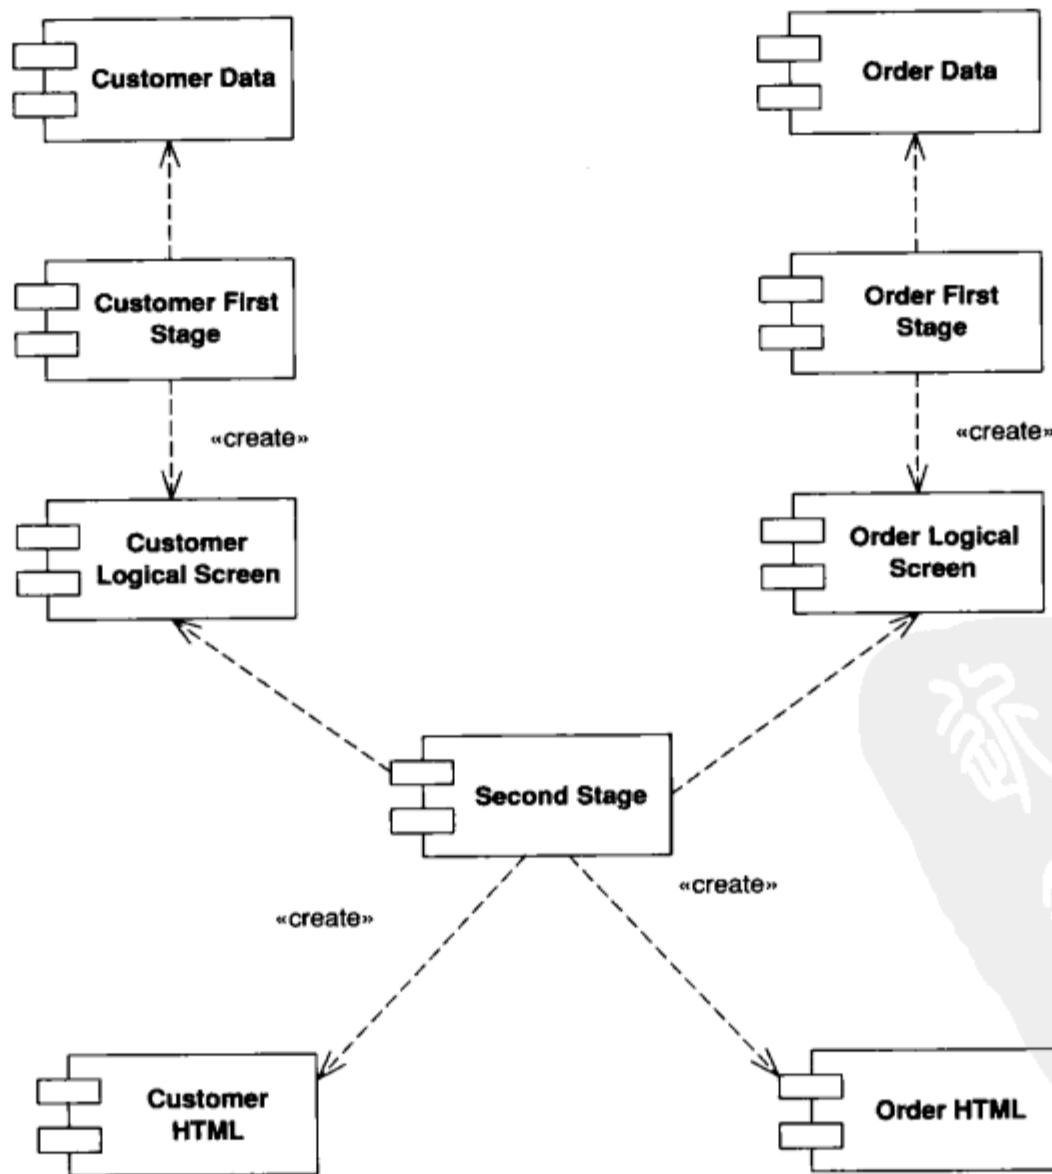 Customer Data
Order Data
Customer First
Stage
Order First
Stage
«create»
«create»
Customer
Logical Screen
Order Logical
Screen
Second Stage
«create»
«create»
Customer
HTML
Order HTML